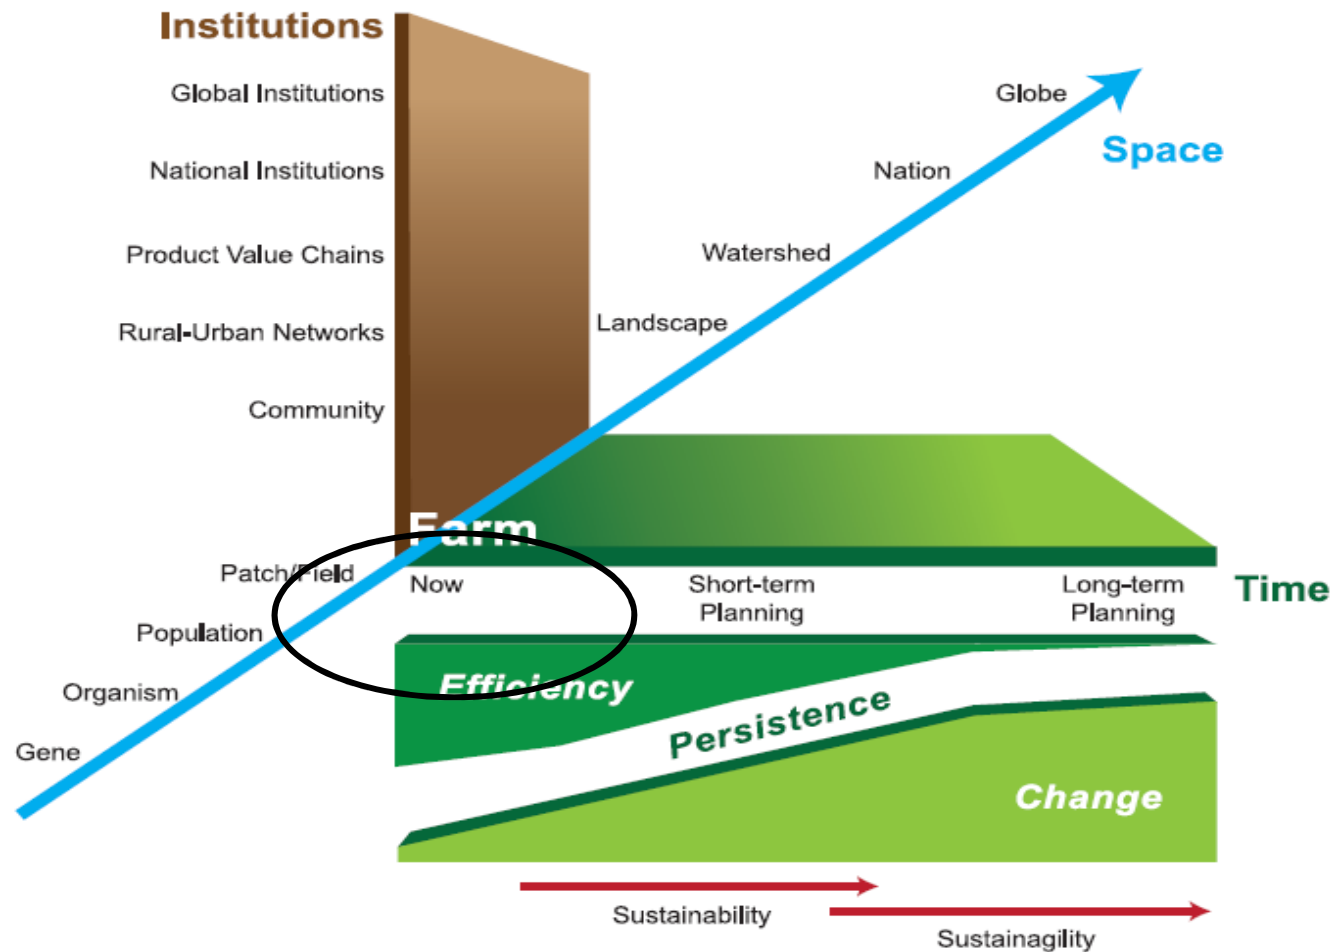 Institutions
Global Institutions
National Institutions
Product Value Chains
Rural-Urban Networks
Community
Globe
Space
Nation
Watershed
Landscape
Farm
Patch/Field
Population
Organism
Gene
Now
Short-term
Planning
Long-term
Planning
Time
Efficiency
Persistence
Change
Sustainability
Sustainagility